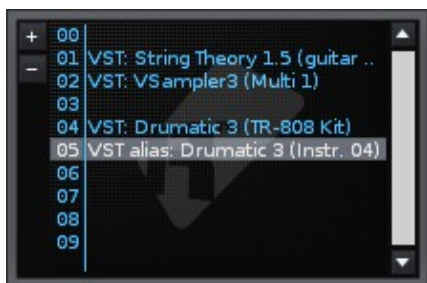 + 00
01 VST: String Theory 1.5 (guitar ..
- 02 VST: VSampler3 (Multi 1)
03
04 VST: Drumatic 3 (TR-808 Kit)
05 VST alias: Drumatic 3 (Instr. 04)
06
07
08
09